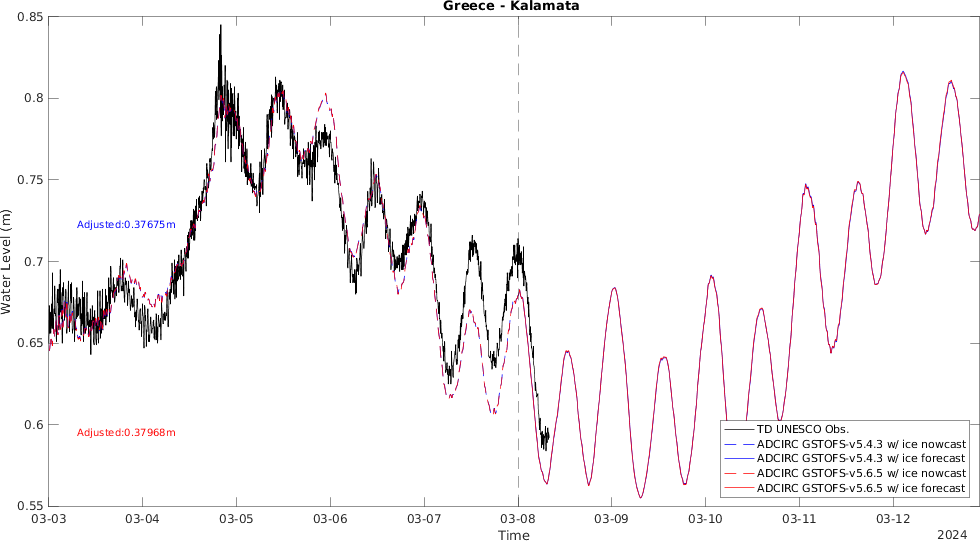 Greece - Kalamata
0.85
0.8
0.75
0.7
0.65
0.6
0.55
Water Level (m)
Adjusted:0.37675m
Adjusted:0.37968m
TD UNESCO Obs.
ADCIRC GSTOFS-v5.4.3 w/ ice nowcast
ADCIRC GSTOFS-v5.4.3 w/ ice forecast
ADCIRC GSTOFS-v5.6.5 w/ ice nowcast
ADCIRC GSTOFS-v5.6.5 w/ ice forecast
03-03 03-04 03-05 03-06 03-07 03-08 03-09 03-10 03-11 03-12
Time
2024